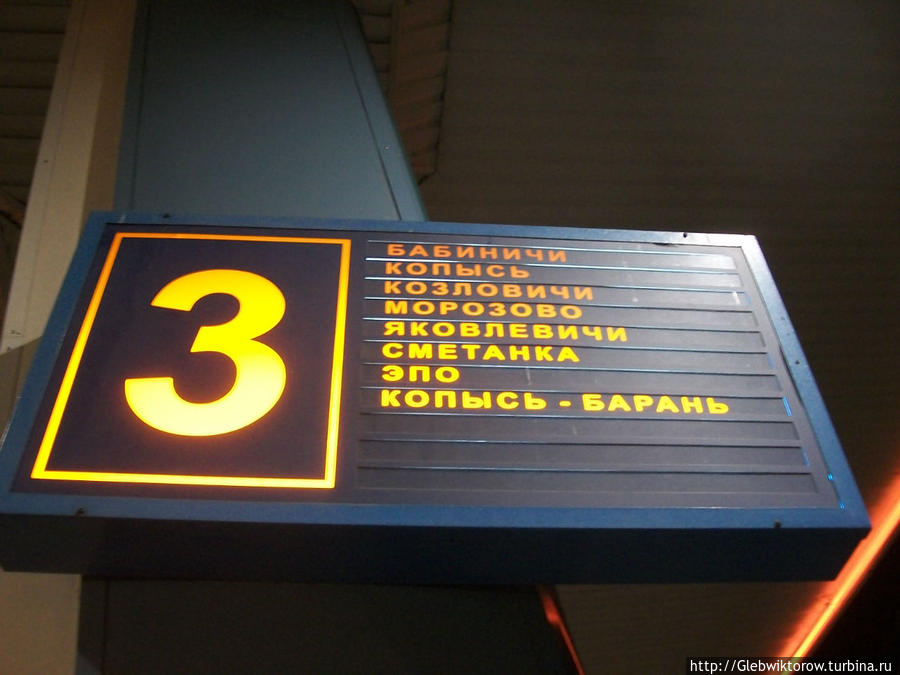 3
БАБИНИЧИ
КОПЫСЬ
КОЗЛОВИЧИ
МОРОЗОВО
ЯКОВЛЕВИЧИ
СМЕТАНКА
ЭПО
КОПЫСЬ - БАРАНЬ
http://Glebwiktorow.turbina.ru